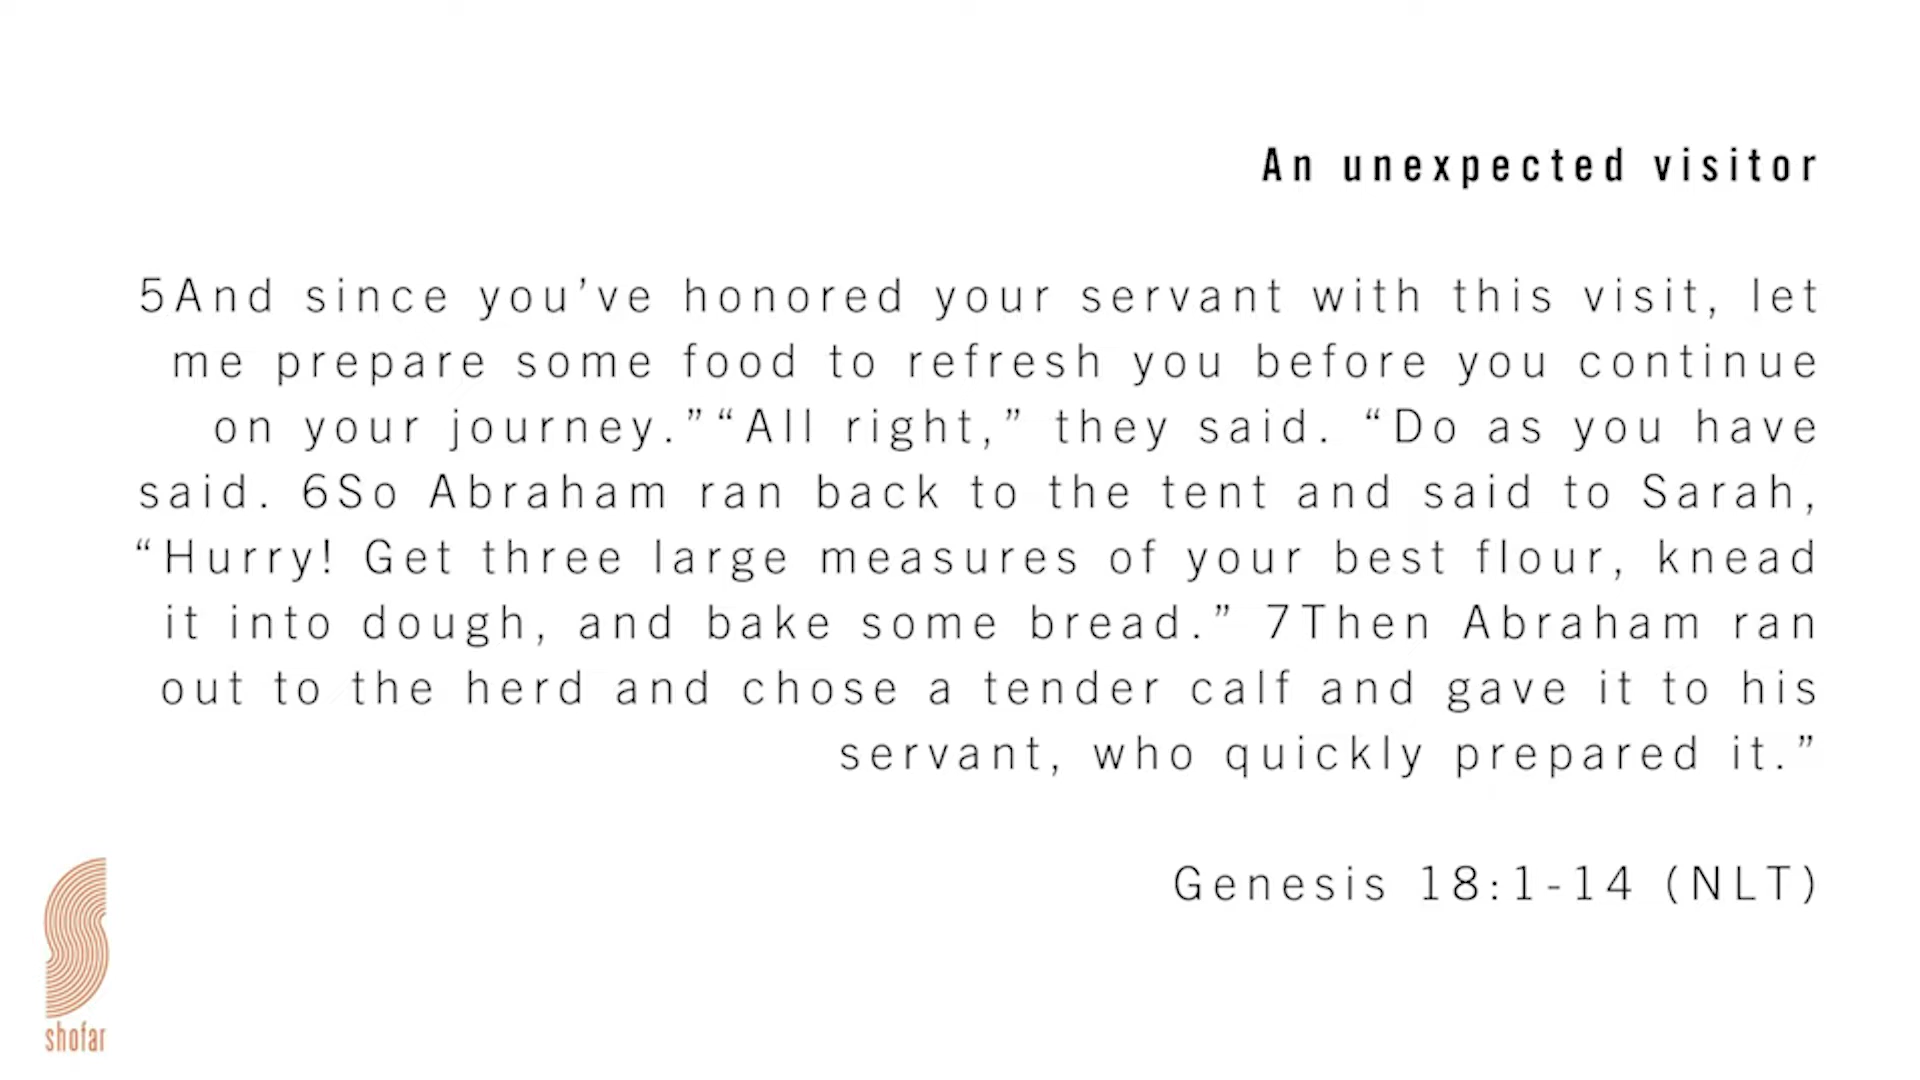 An unexpected visitor
5And since you’ve honored your servant with this visit, let
me prepare some food to refresh you before you continue
on your journey.”“All right,” they said. “Do as you have
said. 6So Abraham ran back to the tent and said to Sarah,
“Hurry! Get three large measures of your best flour, knead
it into dough, and bake some bread.” 7Then Abraham ran
out to the herd and chose a tender calf and gave it to his
servant, who quickly prepared it.”
Genesis 18:1-14 (NLT)
shofar